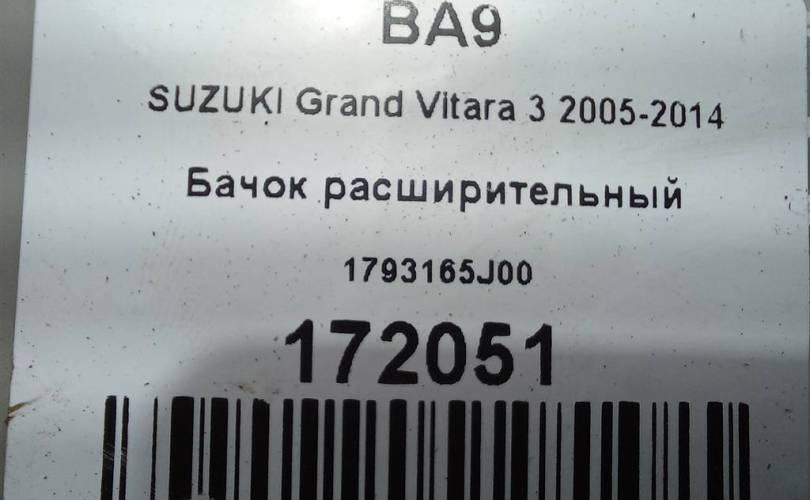 BA9
SUZUKI Grand Vitara 3 2005-2014
Бачок расширительный
1793165J00
172051